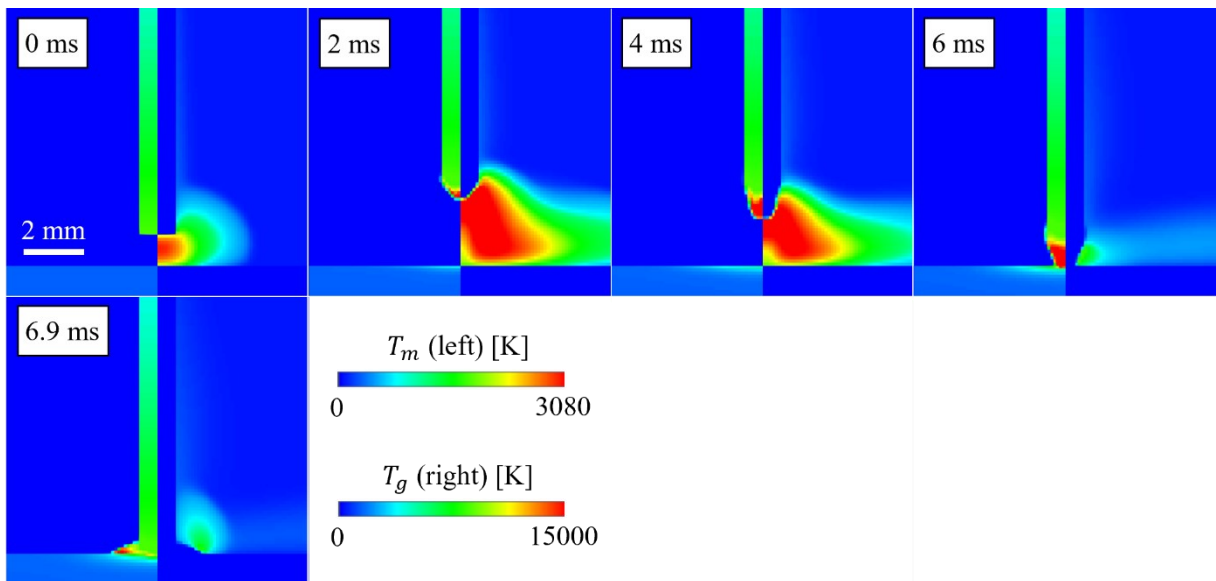 0 ms
2 ms
4 ms
6 ms
2 mm
6.9 ms
T_m (left) [K]
0 3080
T_g (right) [K]
0 15000